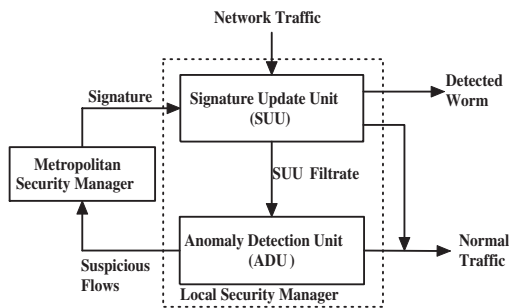 Network Traffic
Signature
Signature Update Unit
(SUU)
Detected
Worm
Metropolitan
Security Manager
SUU Filtrate
Suspicious
Flows
Anomaly Detection Unit
(ADU )
Normal
Traffic
Local Security Manager